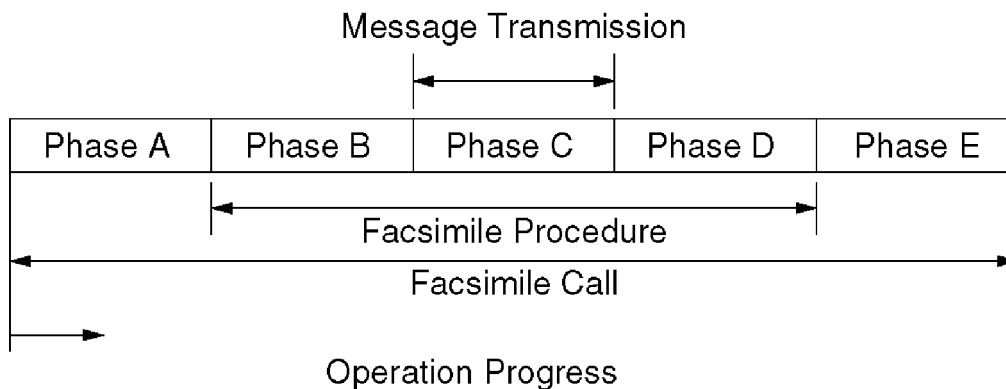 Message Transmission
Phase A Phase B Phase C Phase D Phase E
Facsimile Procedure
Facsimile Call
Operation Progress